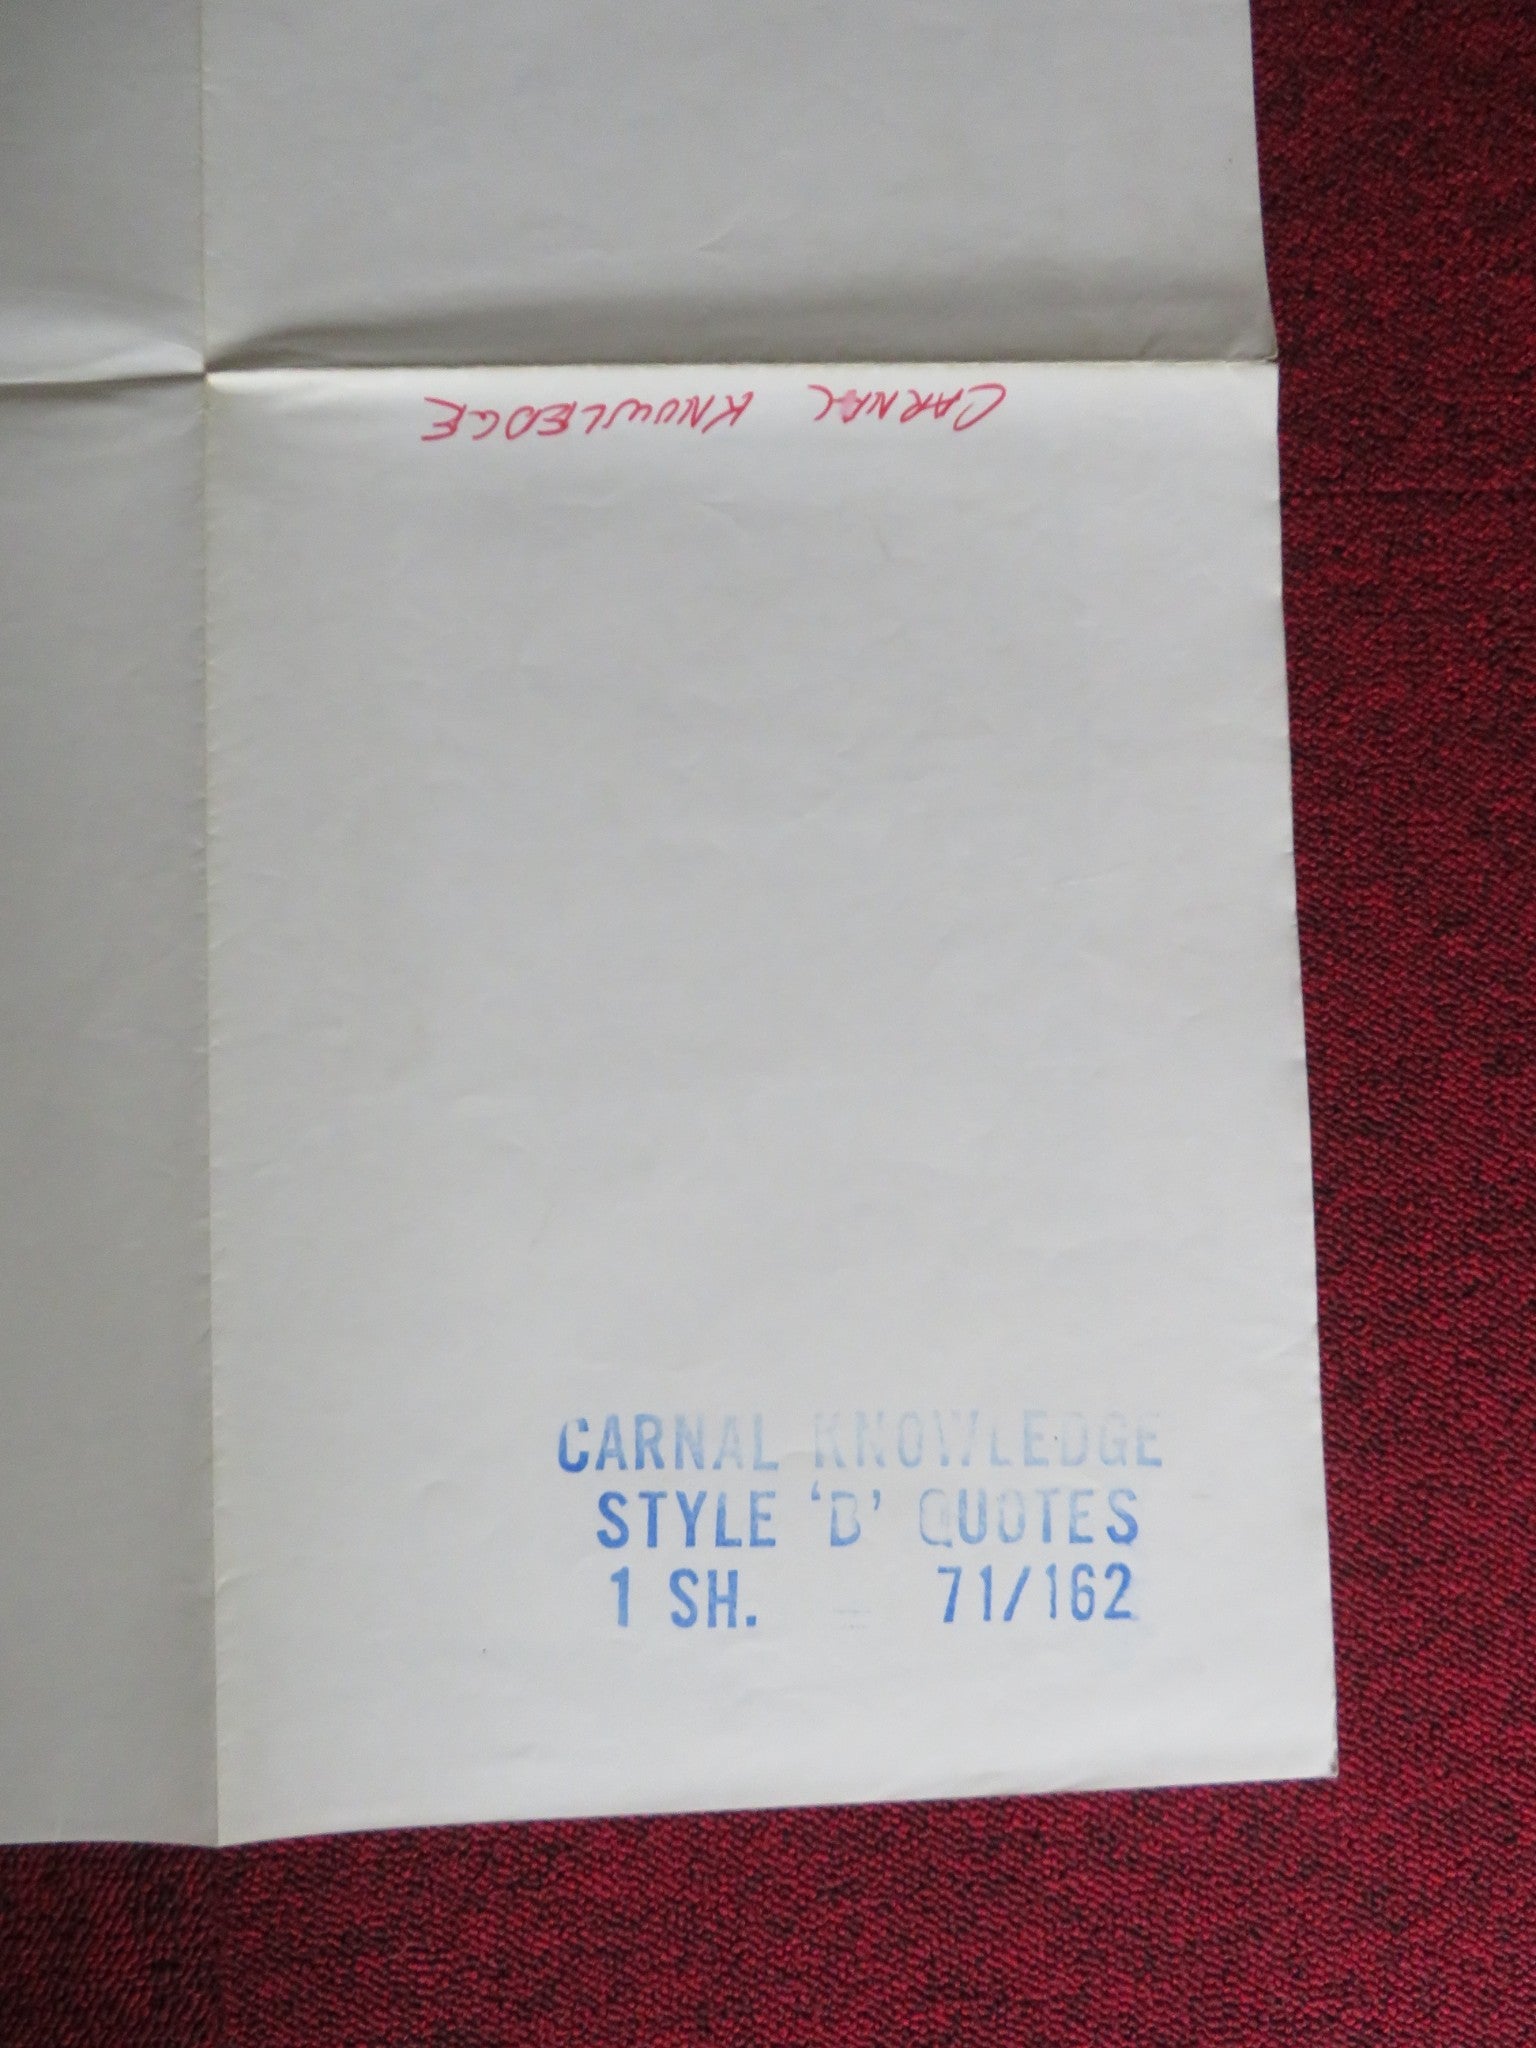 CARNAL KNOWLEDGE
CARNAL KNOWLEDGE
STYLE 'B' QUOTES
1 SH. 71/162